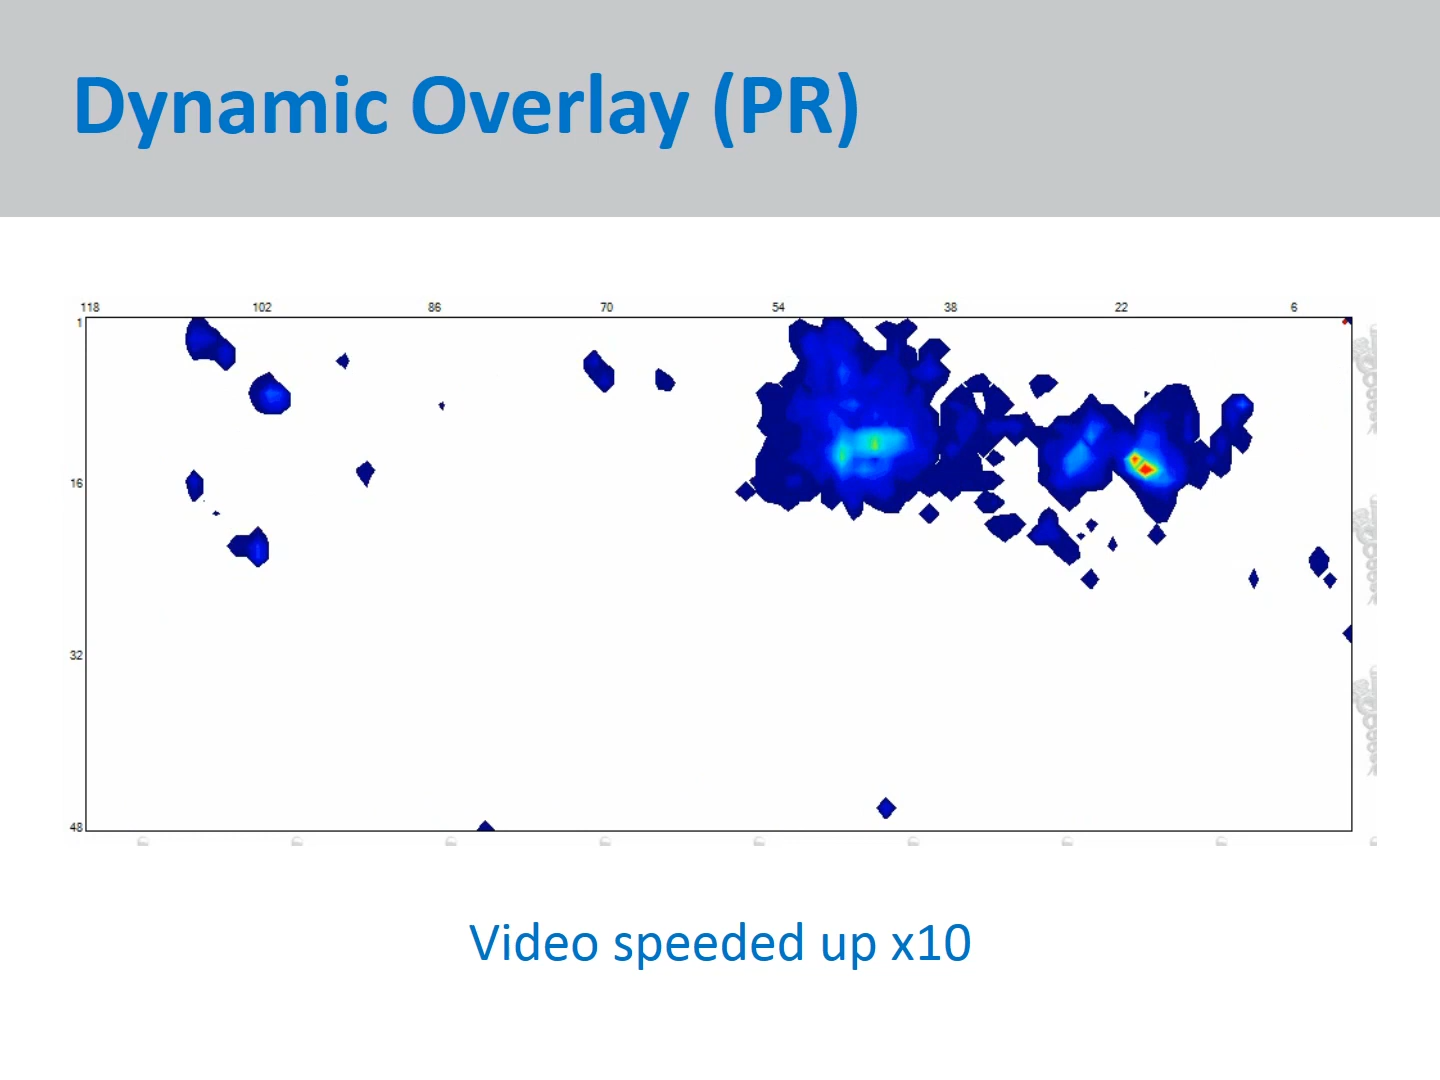 Dynamic Overlay (PR)
118 102 86 70 54 38 22 6
1
16
32
48
Video speeded up x10